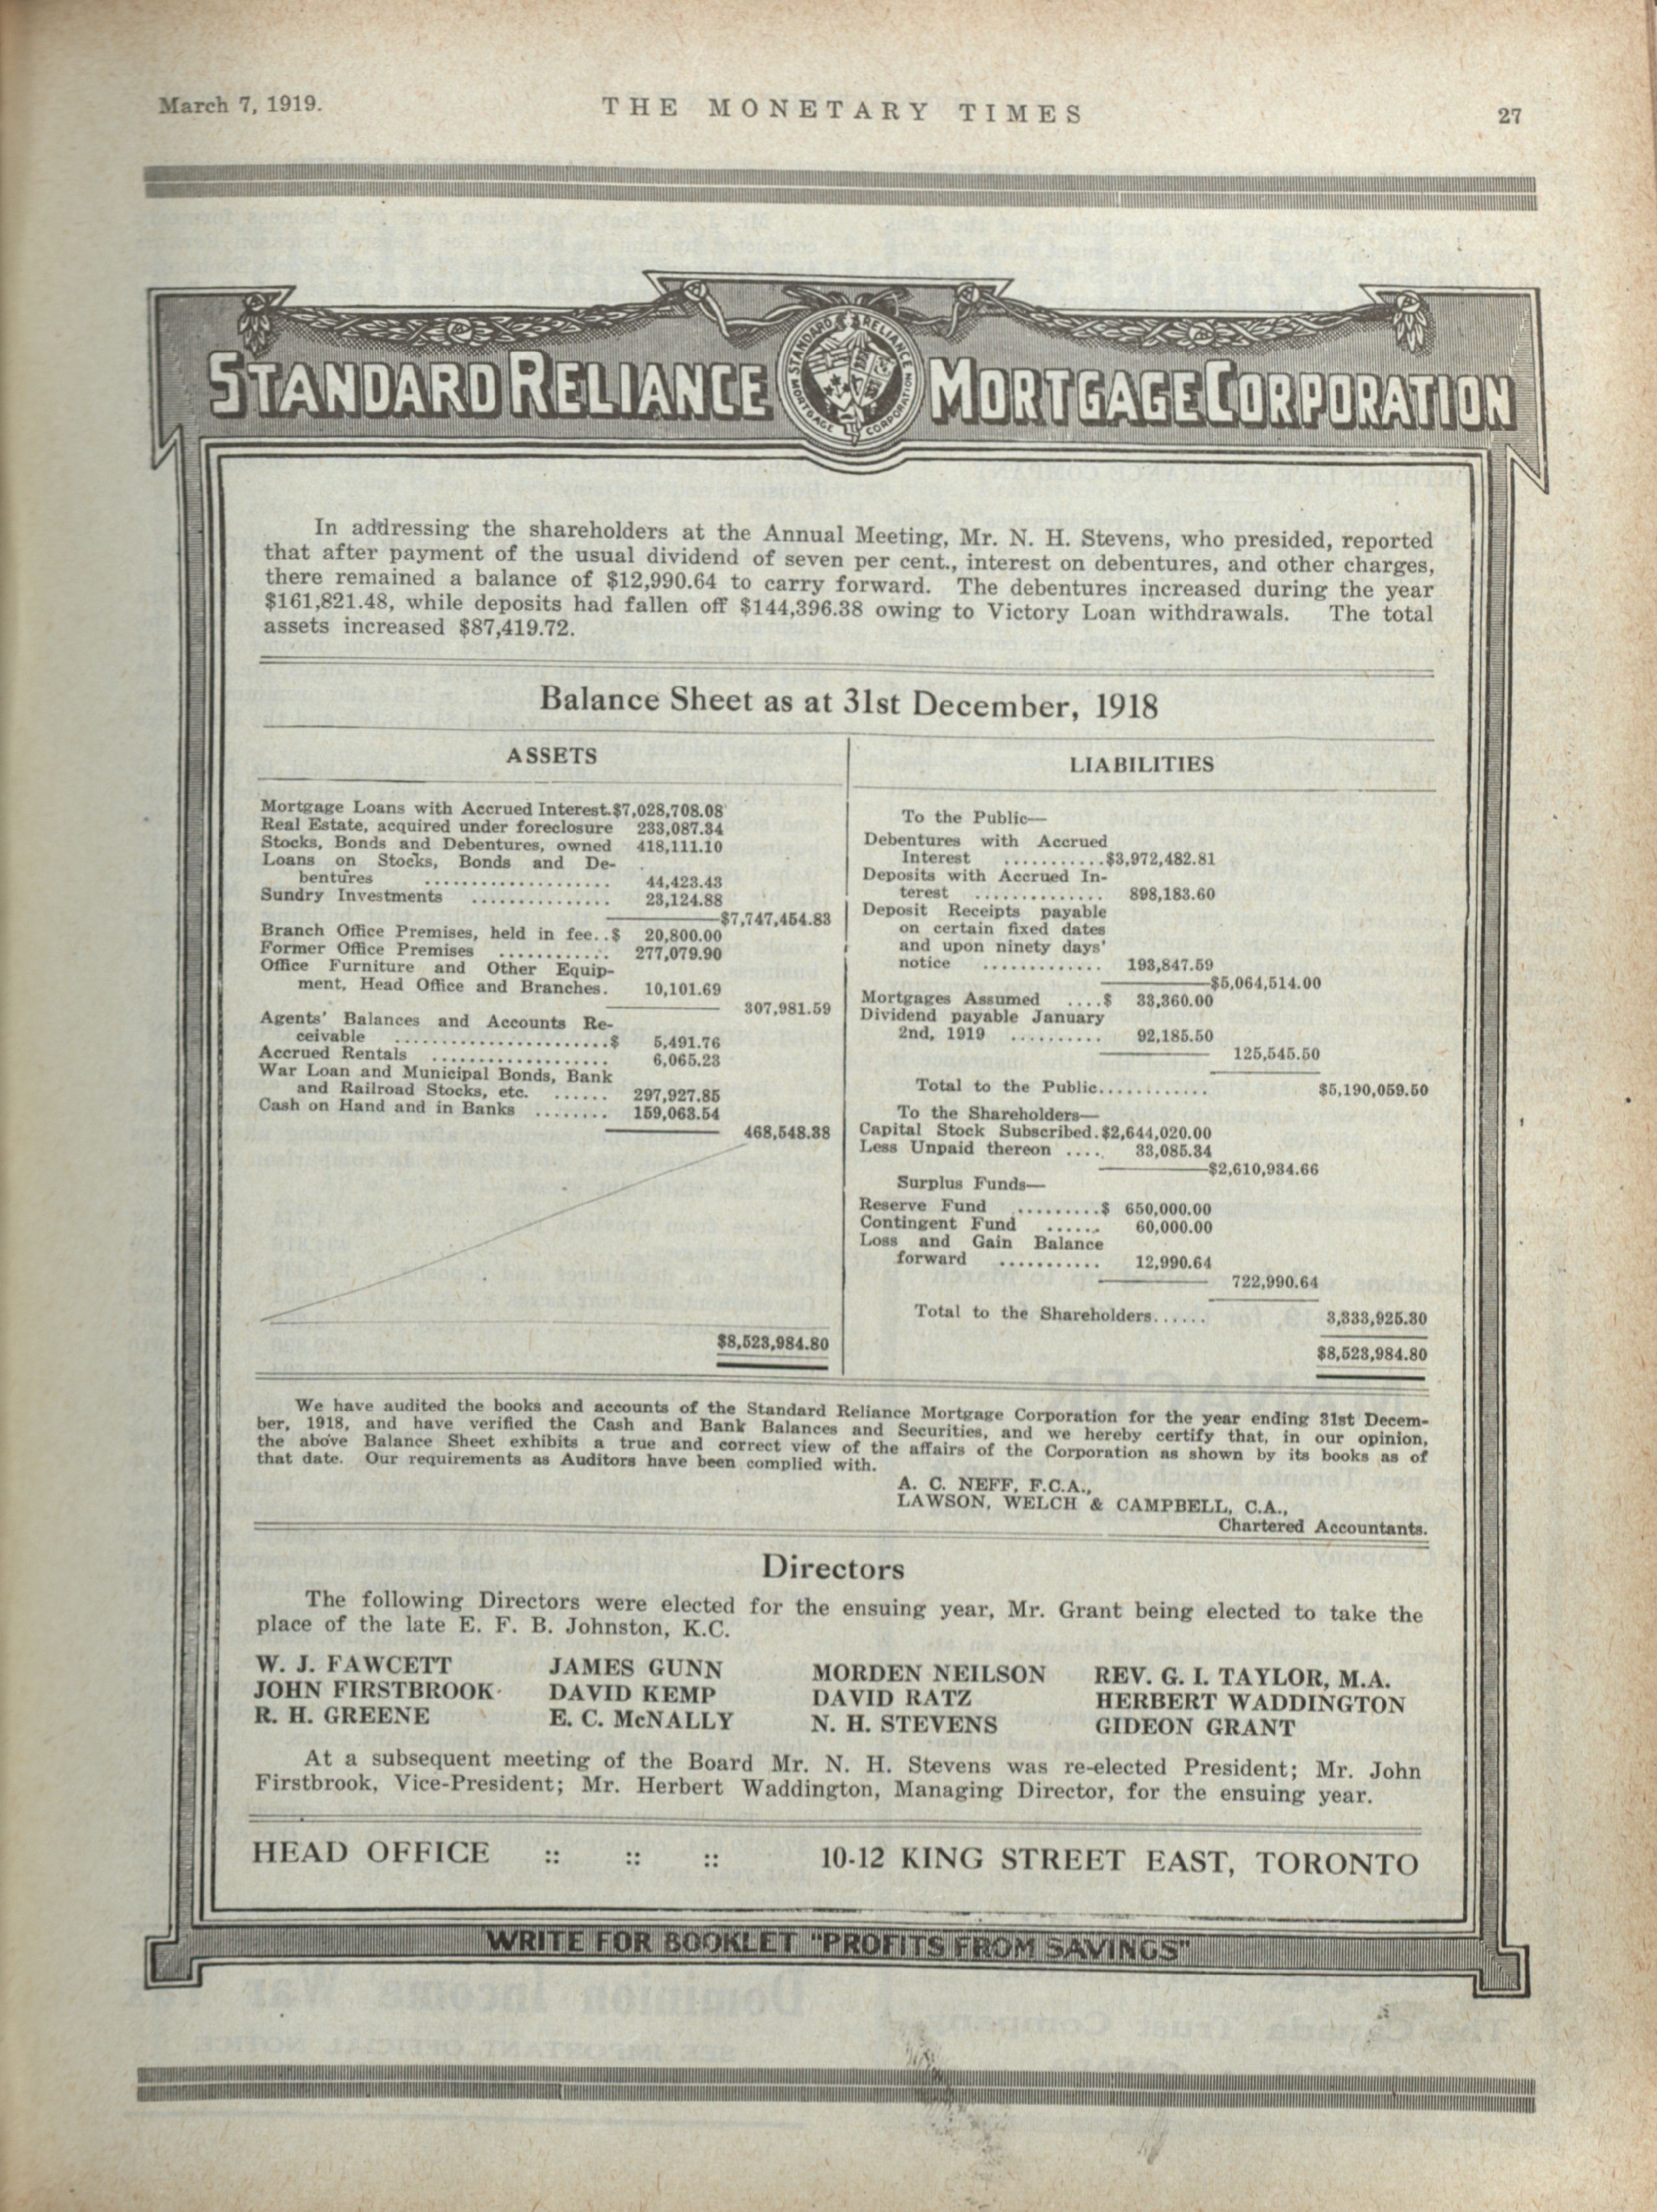 March 7, 1919.
THE MONETARY TIMES
27
STANDARD RELIANCE MORTGAGE CORPORATION
STANDARD RELIANCE
MORTGAGE CORPORATION
In addressing the shareholders at the Annual Meeting, Mr. N. H. Stevens, who presided, reported
that after payment of the usual dividend of seven per cent., interest on debentures, and other charges,
there remained a balance of $12,990.64 to carry forward. The debentures increased during the year
$161,821.48, while deposits had fallen off $144,396.38 owing to Victory Loan withdrawals. The total
assets increased $87,419.72.
Balance Sheet as at 31st December, 1918
ASSETS
Mortgage Loans with Accrued Interest.$7,028,708.08
Real Estate, acquired under foreclosure 233,087.34
Stocks, Bonds and Debentures, owned 418,111.10
Loans on Stocks, Bonds and De-
bentures .................... 44,423.43
Sundry Investments ............... 23,124.88
$7,747,454.83
Branch Office Premises, held in fee..$ 20,800.00
Former Office Premises ............ 277,079.90
Office Furniture and Other Equip-
ment, Head Office and Branches. 10,101.69
307,981.59
Agents' Balances and Accounts Re-
ceivable .......................$ 5,491.76
Accrued Rentals ................... 6,065.23
War Loan and Municipal Bonds, Bank
and Railroad Stocks, etc. ...... 297,927.85
Cash on Hand and in Banks ........ 159,063.54
468,548.38
$8,523,984.80
LIABILITIES
To the Public—
Debentures with Accrued
Interest ...........$3,972,482.81
Deposits with Accrued In-
terest .............. 898,183.60
Deposit Receipts payable
on certain fixed dates
and upon ninety days'
notice ............. 193,847.59
$5,064,514.00
Mortgages Assumed ....$ 33,360.00
Dividend payable January
2nd, 1919 .......... 92,185.50
125,545.50
Total to the Public............ $5,190,059.50
To the Shareholders—
Capital Stock Subscribed.$2,644,020.00
Less Unpaid thereon .... 33,085.34
$2,610,934.66
Surplus Funds—
Reserve Fund .........$ 650,000.00
Contingent Fund ...... 60,000.00
Loss and Gain Balance
forward ........... 12,990.64
722,990.64
Total to the Shareholders...... 3,333,925.30
$8,523,984.80
We have audited the books and accounts of the Standard Reliance Mortgage Corporation for the year ending 31st Decem-
ber, 1918, and have verified the Cash and Bank Balances and Securities, and we hereby certify that, in our opinion,
the above Balance Sheet exhibits a true and correct view of the affairs of the Corporation as shown by its books as of
that date. Our requirements as Auditors have been complied with.
A. C. NEFF, F.C.A.,
LAWSON, WELCH & CAMPBELL, C.A.,
Chartered Accountants.
Directors
The following Directors were elected for the ensuing year, Mr. Grant being elected to take the
place of the late E. F. B. Johnston, K.C.
W. J. FAWCETT JAMES GUNN MORDEN NEILSON REV. G. I. TAYLOR, M.A.
JOHN FIRSTBROOK DAVID KEMP DAVID RATZ HERBERT WADDINGTON
R. H. GREENE E. C. McNALLY N. H. STEVENS GIDEON GRANT
At a subsequent meeting of the Board Mr. N. H. Stevens was re-elected President; Mr. John
Firstbrook, Vice-President; Mr. Herbert Waddington, Managing Director, for the ensuing year.
HEAD OFFICE :: :: :: 10-12 KING STREET EAST, TORONTO
WRITE FOR BOOKLET "PROFITS FROM SAVINGS"